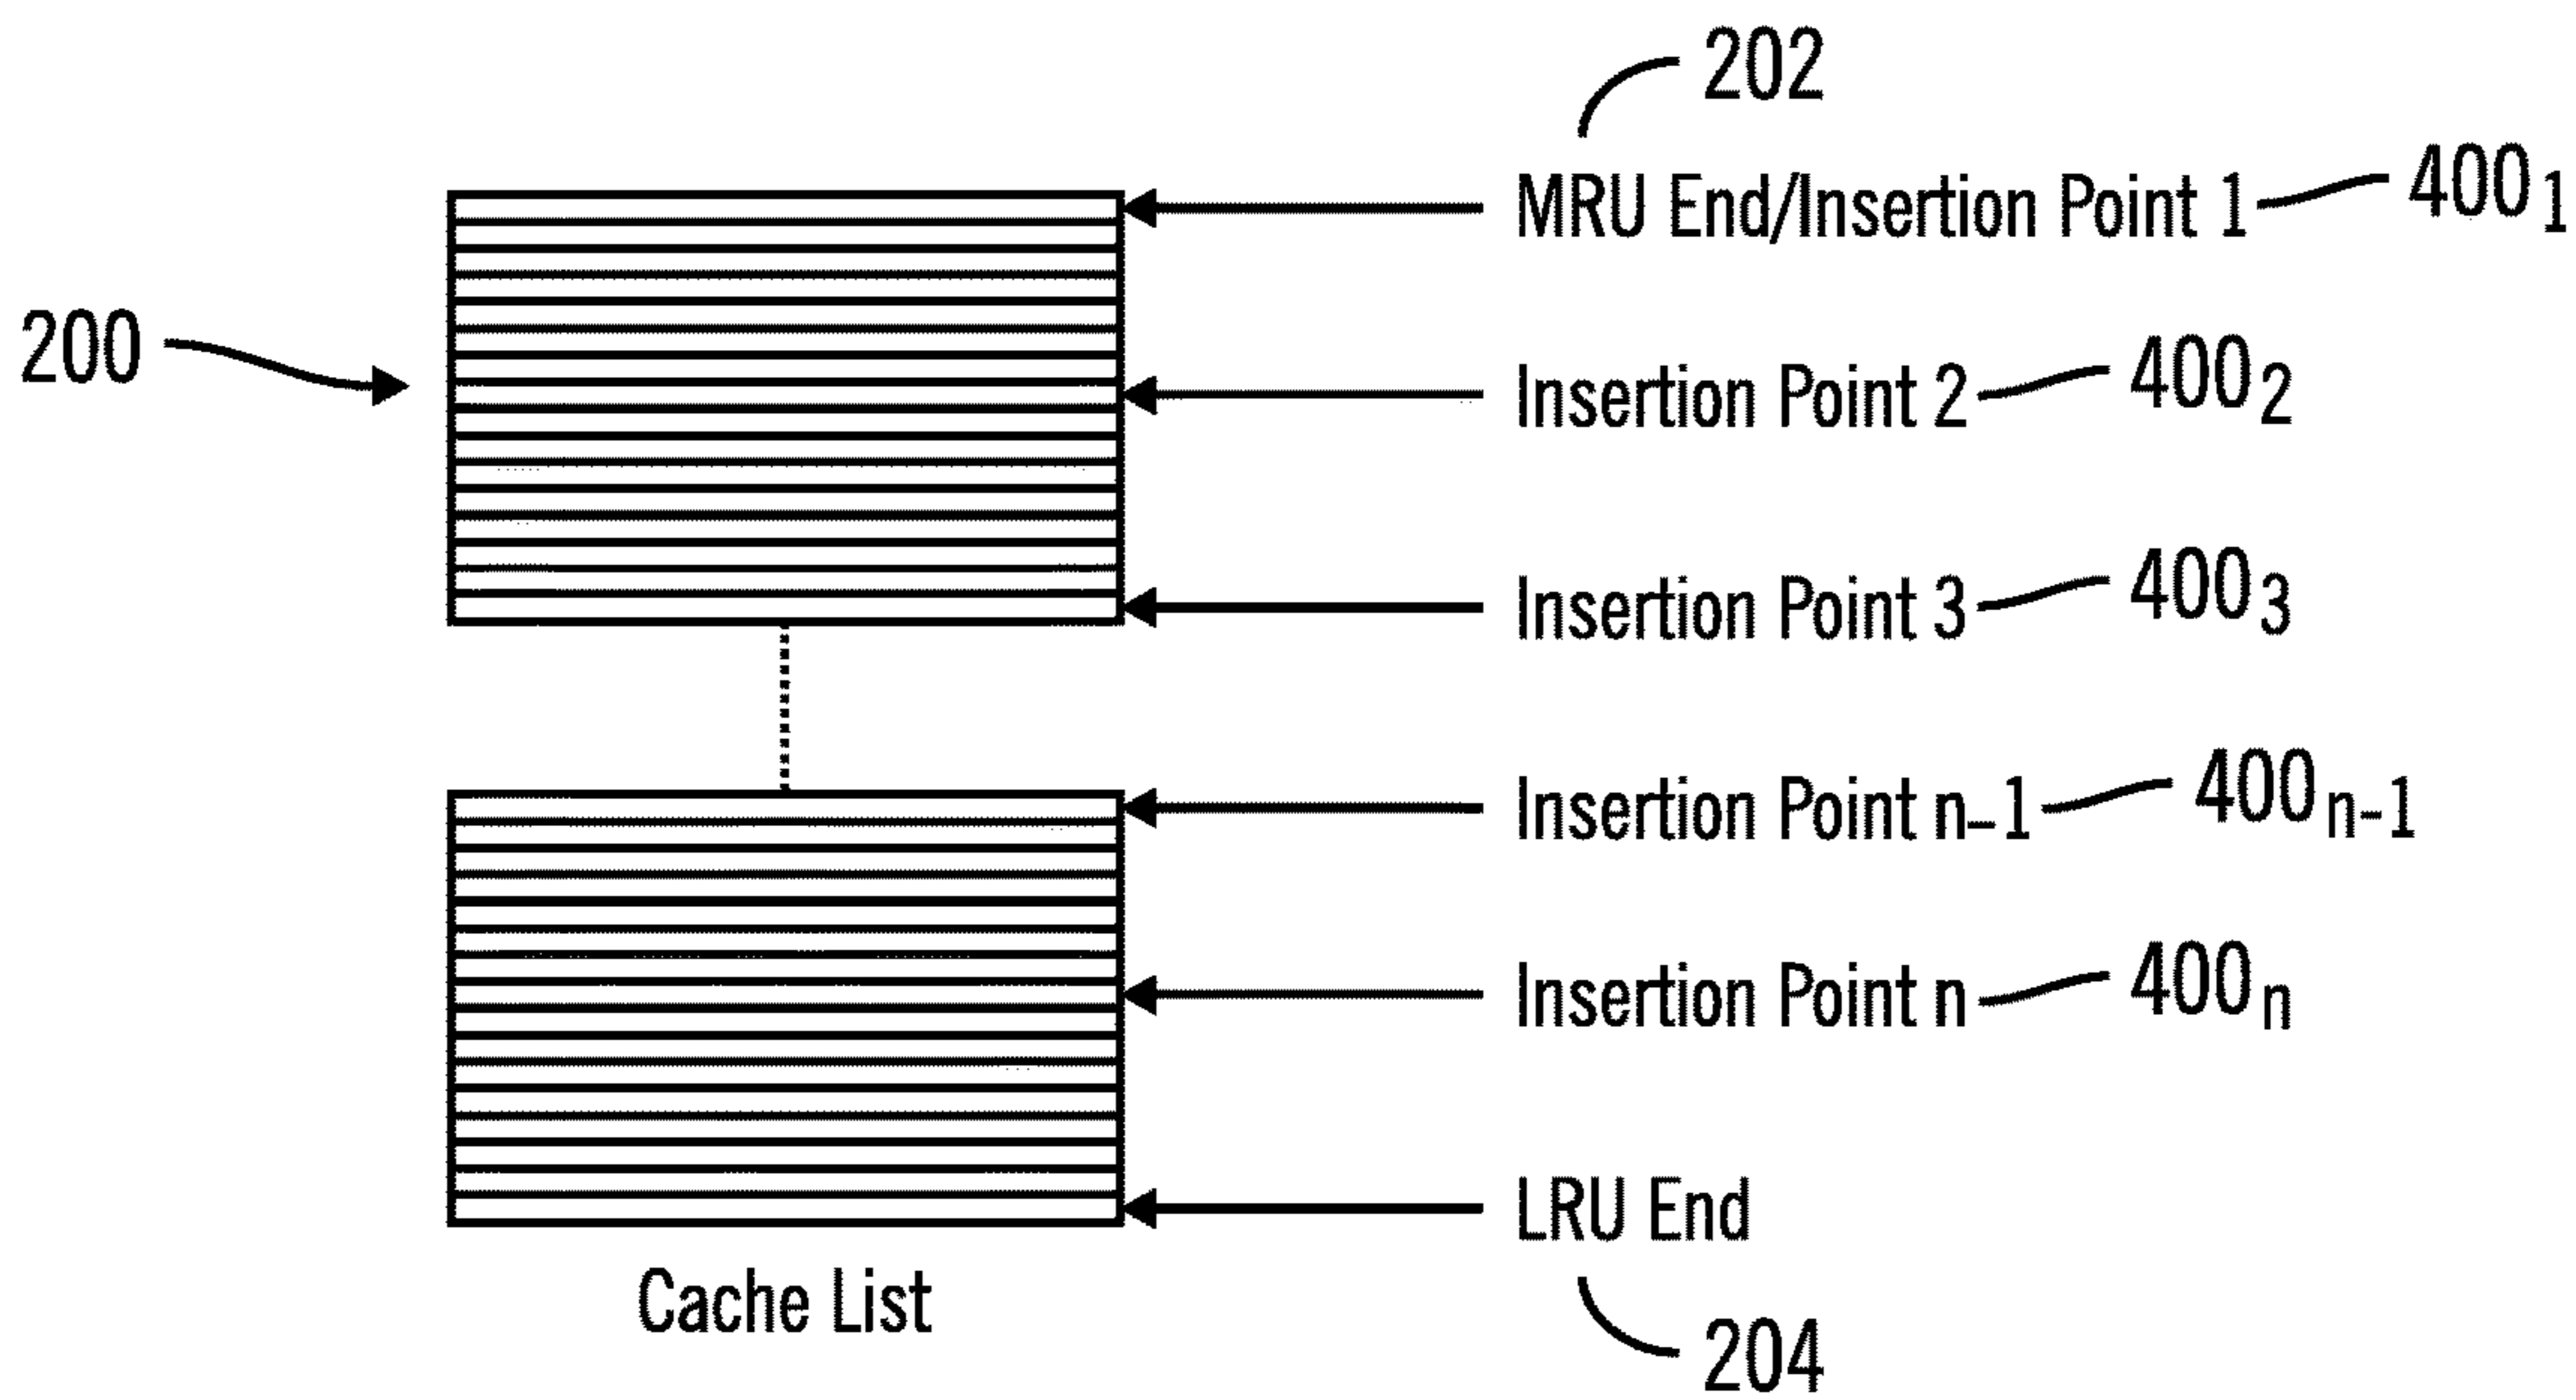 202
MRU End/Insertion Point 1 400₁
200
Insertion Point 2 400₂
Insertion Point 3 400₃
Insertion Point n-1 400ₙ₋₁
Insertion Point n 400ₙ
LRU End
Cache List
204